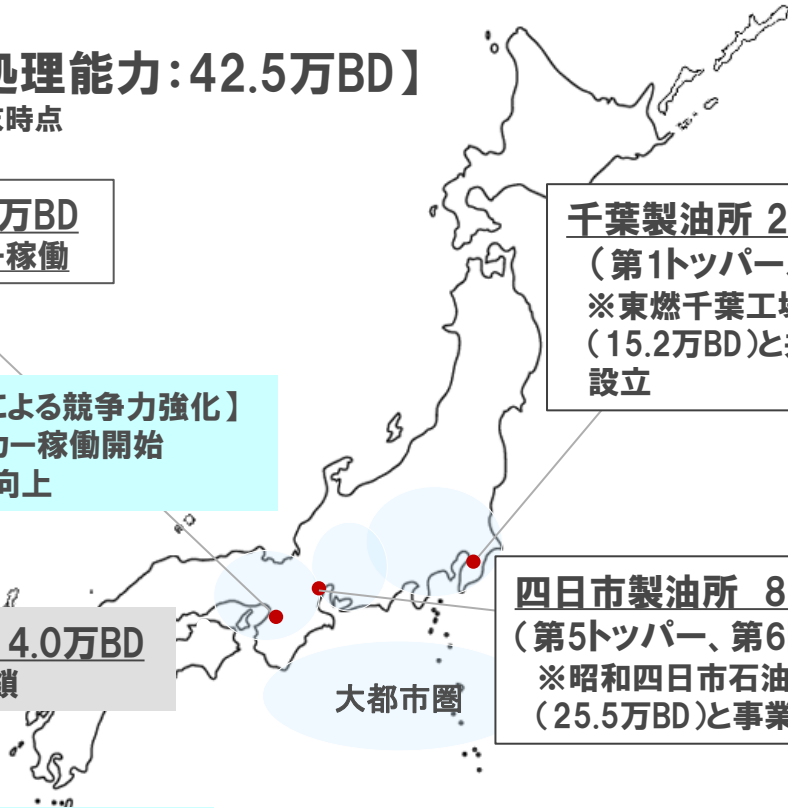 処理能力：42.5万BD】
時点
万BD
稼働
千葉製油所 2
（第1トッパー
※東燃千葉工場
（15.2万BD）と
設立
による競争力強化】
カー稼働開始
向上
四日市製油所 8
（第5トッパー、第6
※昭和四日市石油
（25.5万BD）と事業
4.0万BD
鎖
大都市圏